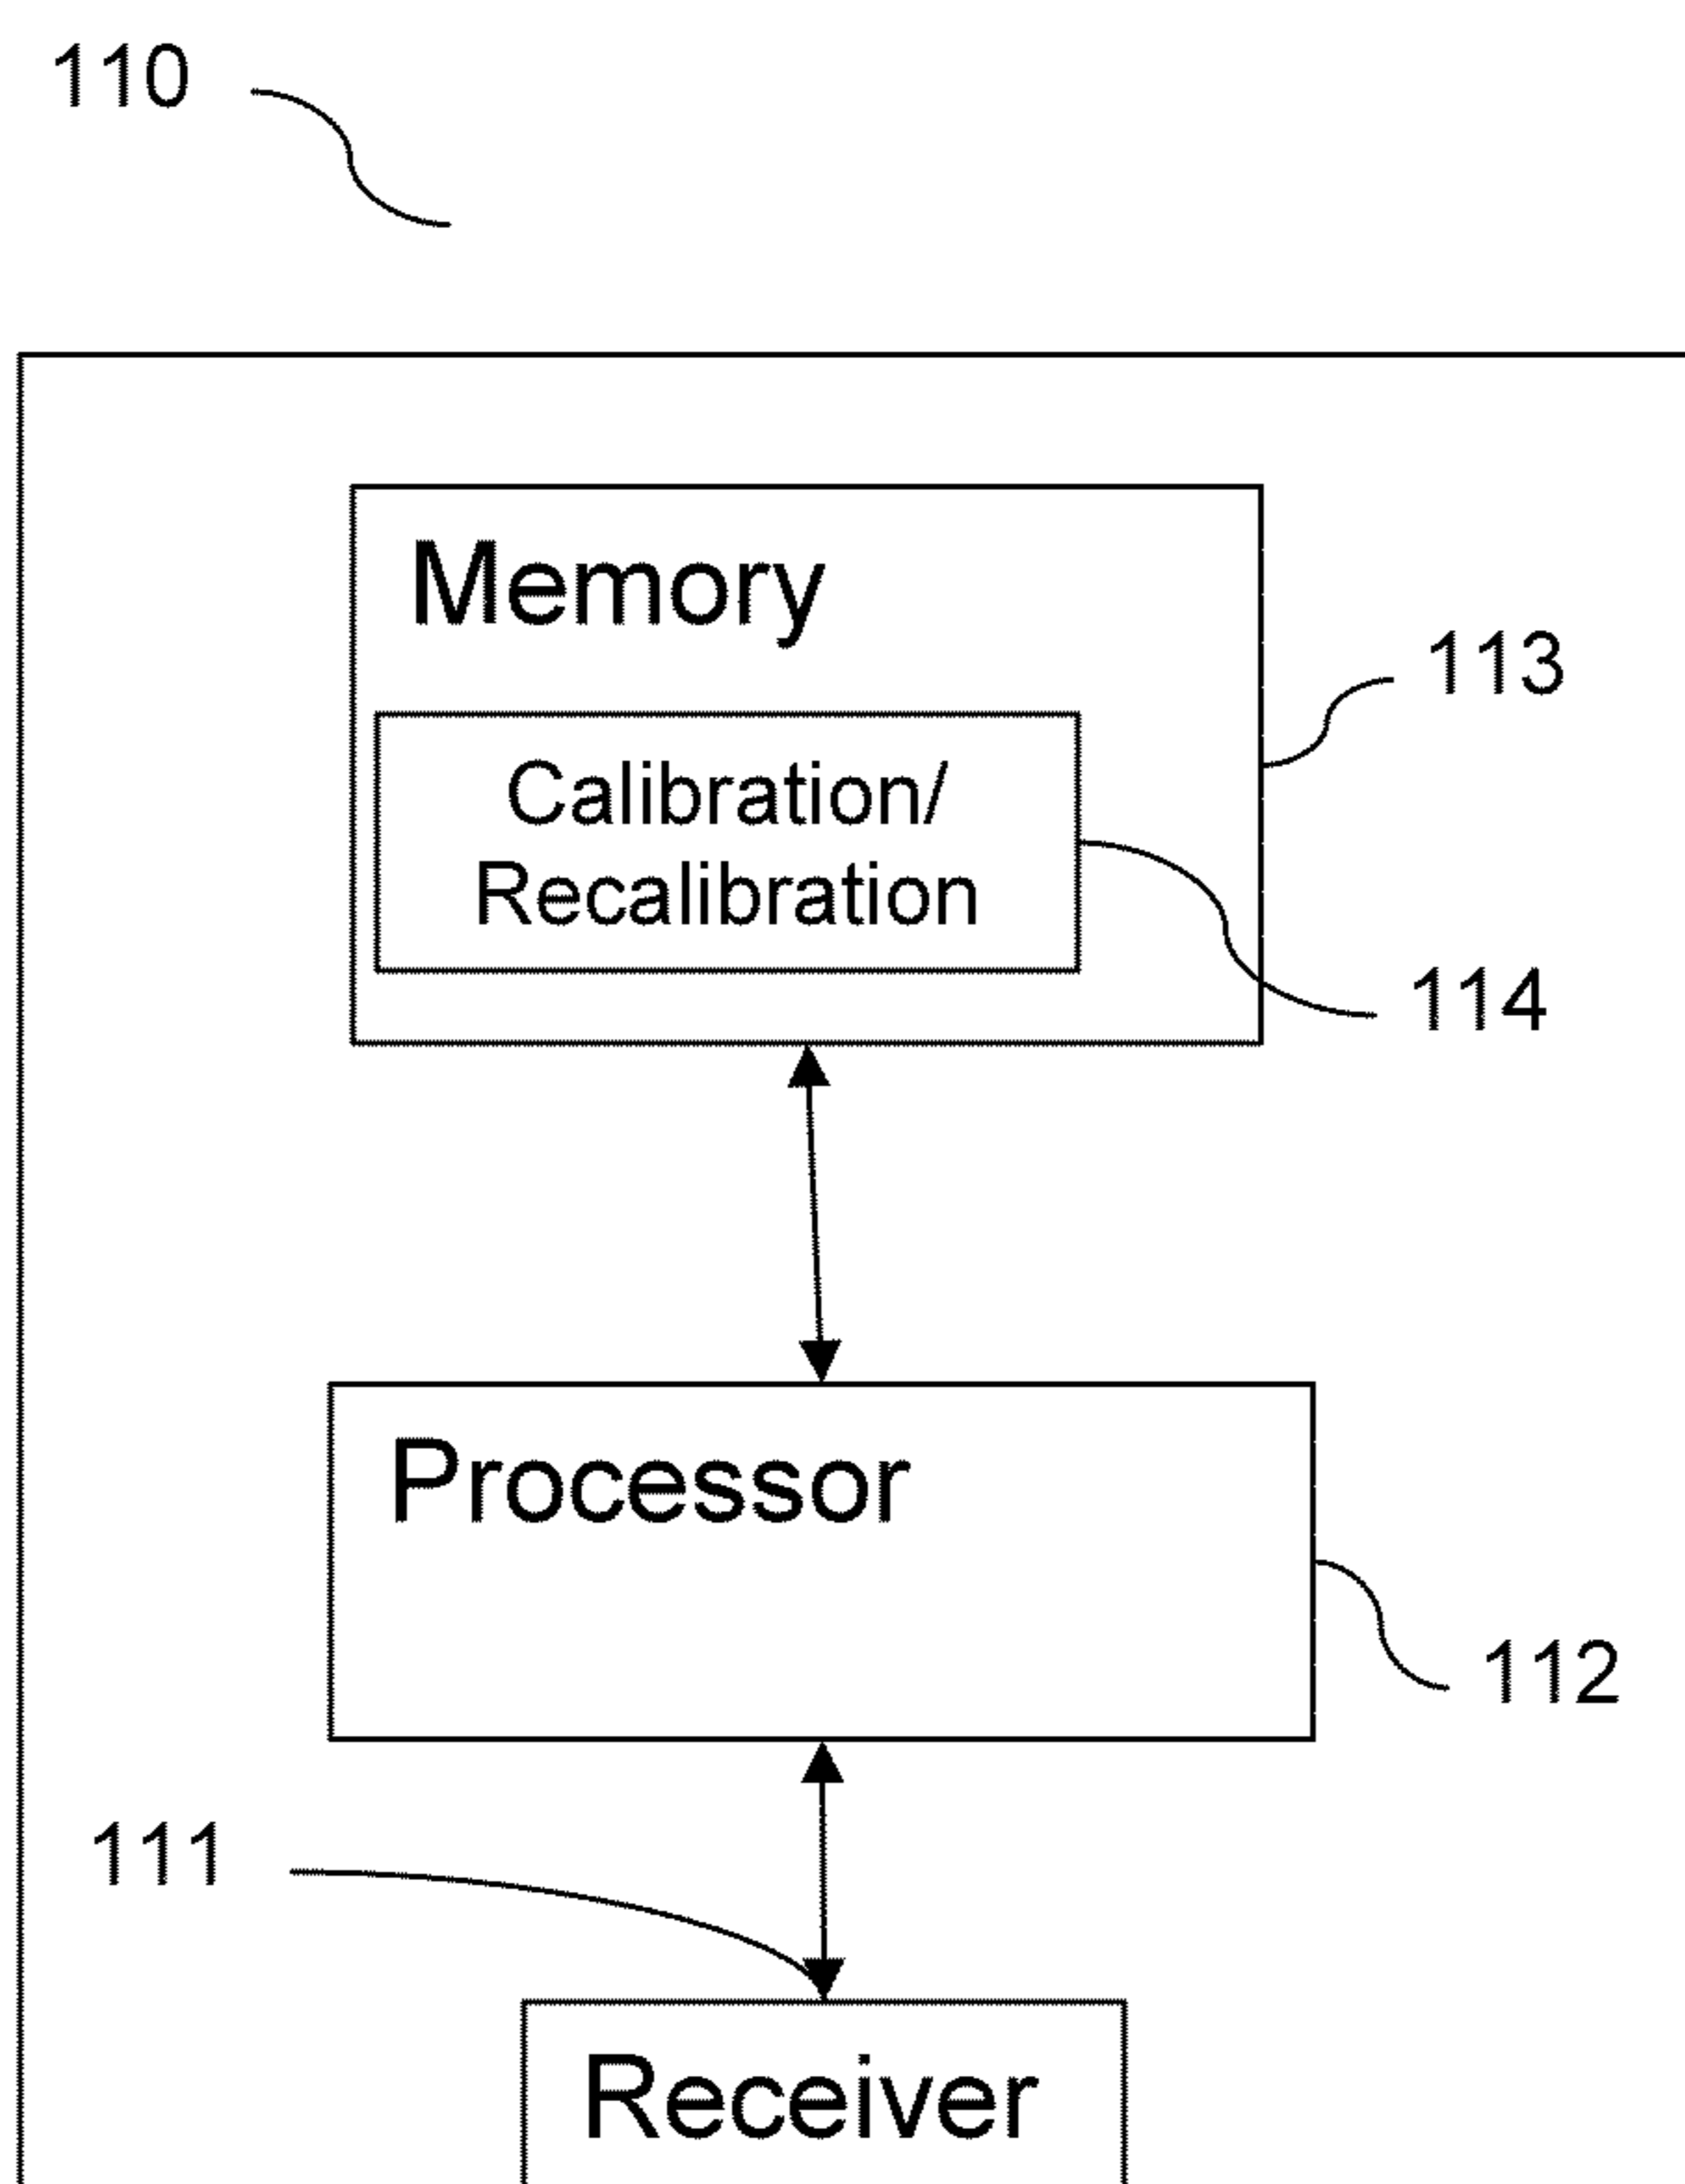 110
Memory
113
Calibration/
Recalibration
114
Processor
112
111
Receiver